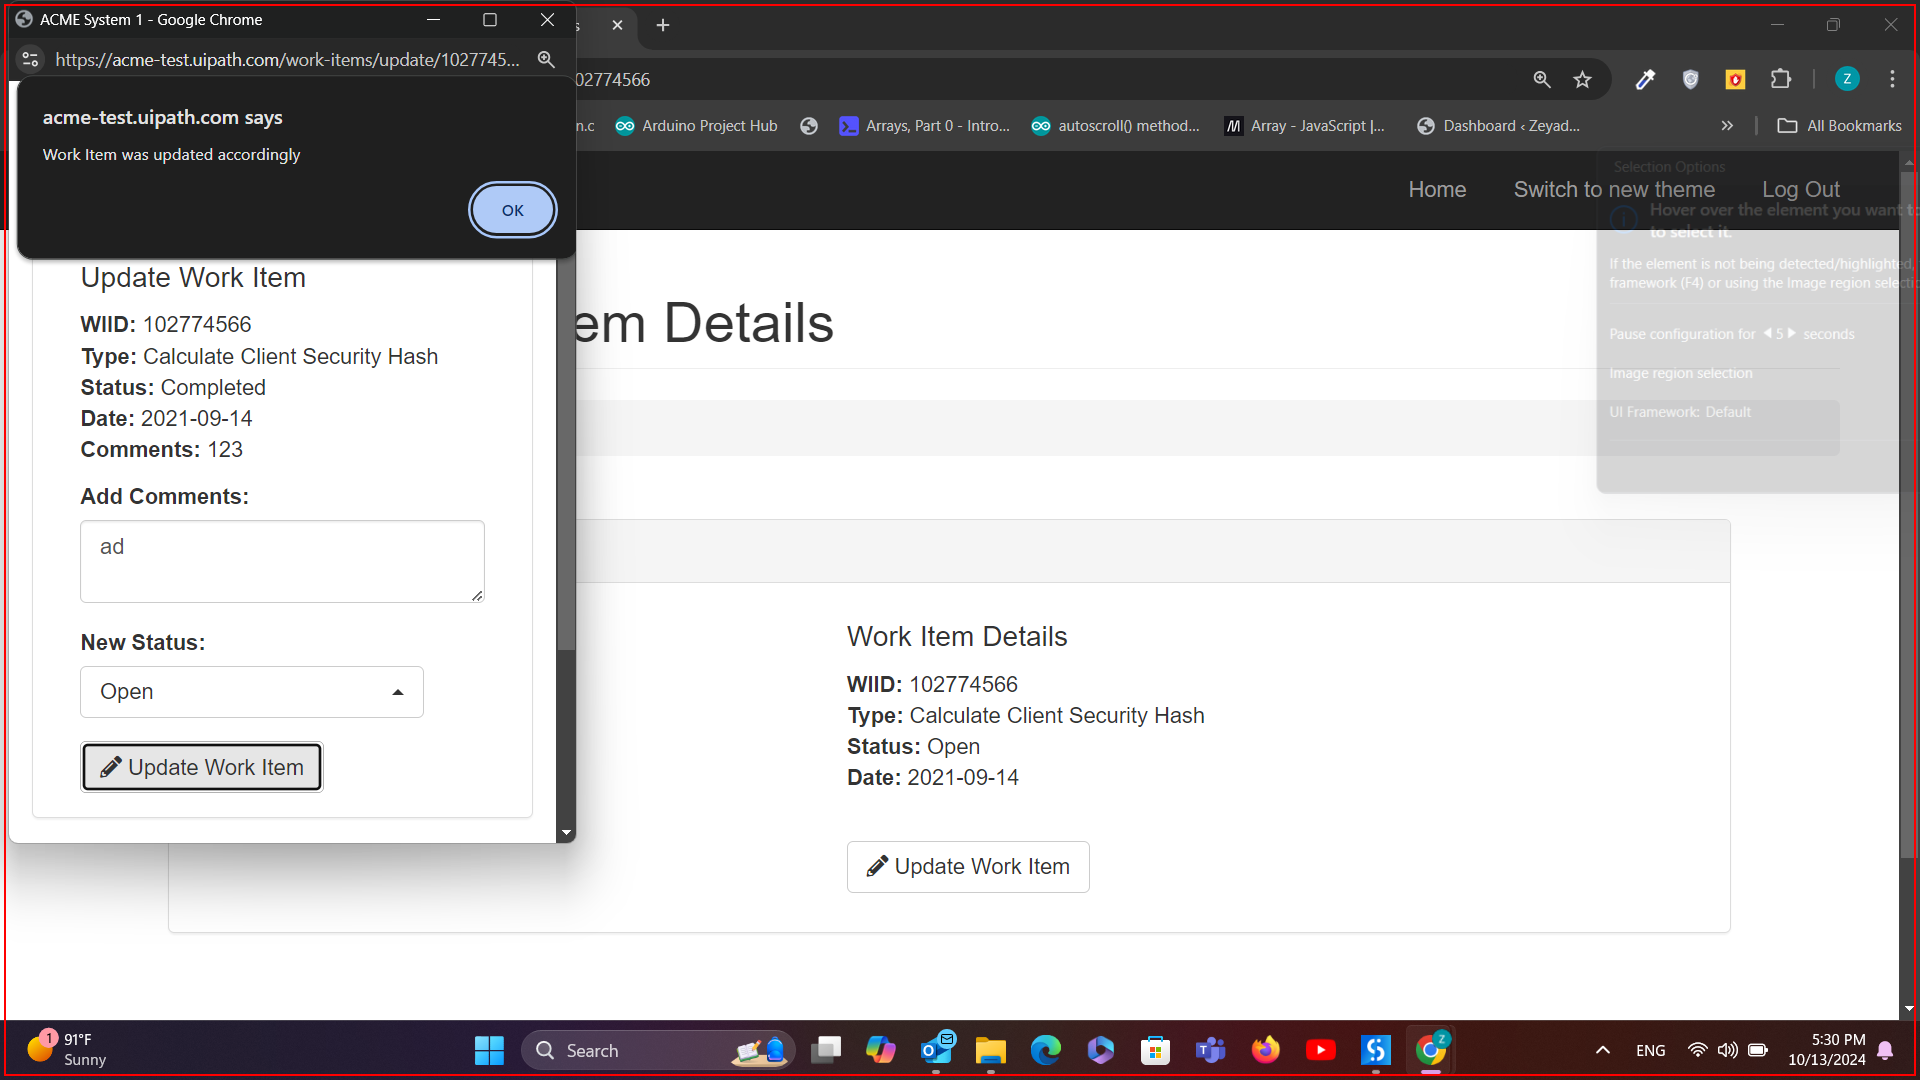 ACME System 1 - Google Chrome
https://acme-test.uipath.com/work-items/update/1027745...
acme-test.uipath.com says
Work Item was updated accordingly
OK
Update Work Item
WIID: 102774566
Type: Calculate Client Security Hash
Status: Completed
Date: 2021-09-14
Comments: 123
Add Comments:
ad
New Status:
Open
Update Work Item
s
02774566
Z
n.c
Arduino Project Hub
Arrays, Part 0 - Intro...
autoscroll() method...
Array - JavaScript |...
Dashboard ‹ Zeyad...
All Bookmarks
Home
Switch to new theme
Log Out
Selection Options
Hover over the element you want to
to select it.
If the element is not being detected/highlighted,
framework (F4) or using the Image region selecti
Pause configuration for 5 seconds
Image region selection
UI Framework: Default
em Details
Work Item Details
WIID: 102774566
Type: Calculate Client Security Hash
Status: Open
Date: 2021-09-14
Update Work Item
1
91°F
Sunny
Search
Z
ENG
5:30 PM
10/13/2024